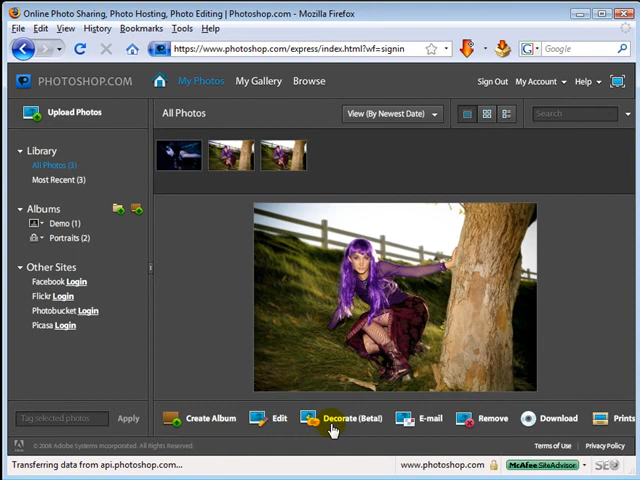 Online Photo Sharing, Photo Hosting, Photo Editing | Photoshop.com - Mozilla Firefox
File Edit View History Bookmarks Tools Help
https://www.photoshop.com/express/index.html?wf=signin
Google
PHOTOSHOP.COM My Photos My Gallery Browse Sign Out My Account Help
Upload Photos
All Photos View (By Newest Date) Search
Library
All Photos (3)
Most Recent (3)
Albums
Demo (1)
Portraits (2)
Other Sites
Facebook Login
Flickr Login
Photobucket Login
Picasa Login
Tag selected photos Apply
Create Album Edit Decorate (Beta!) E-mail Remove Download Prints
Adobe
© 2008 Adobe Systems Incorporated. All Rights Reserved. Terms of Use | Privacy Policy
Transferring data from api.photoshop.com... www.photoshop.com McAfee SiteAdvisor SEO